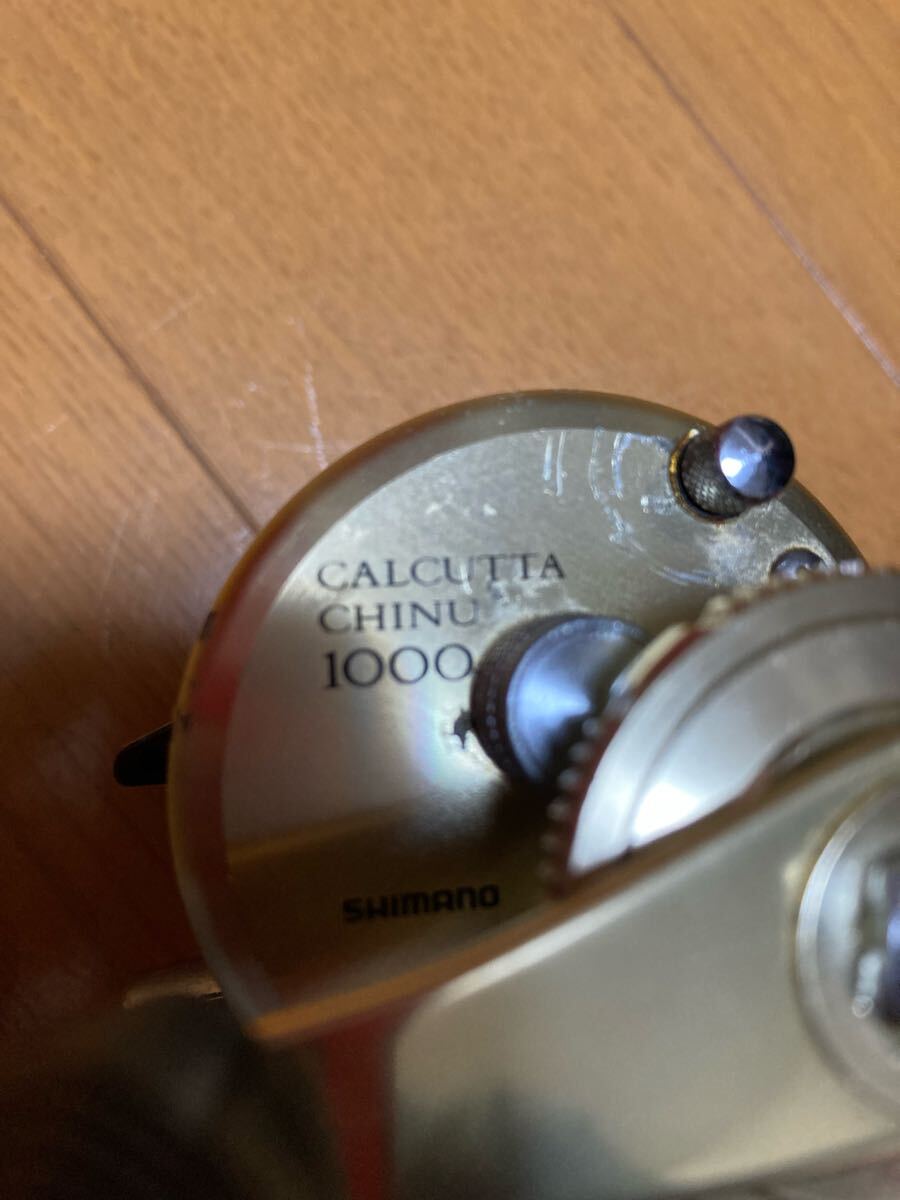 CALCUTTA
CHINU
1000
SHIMANO